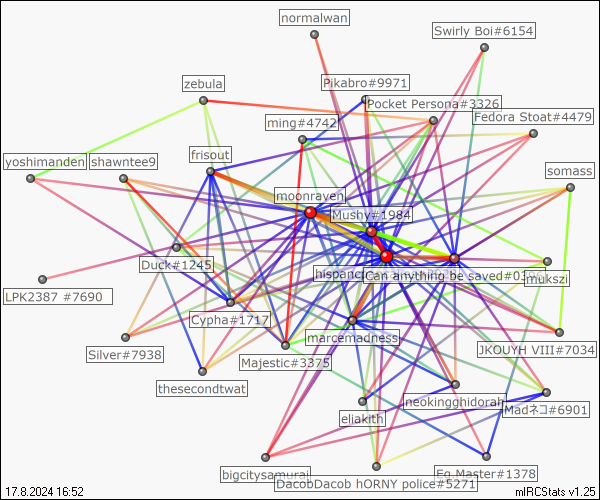 normalwan
Swirly Boi#6154
zebula
Pikabro#9971
Pocket Persona#3326
ming#4742
Fedora Stoat#4479
frisout
yoshimanden
shawntee9
somass
moonraven
Mushy#1984
Duck#1245
hispanic
Can anything be saved#01
mukszi
LPK2387 #7690
Cypha#1717
marcemadness
Silver#7938
Majestic#3375
JKOUYH VIII#7034
thesecondtwat
neokingghidorah
Madネコ#6901
eliakith
bigcitysamurai
Eg.Master#1378
DacobDacob hORNY police#5271
17.8.2024 16:52
mIRCStats v1.25